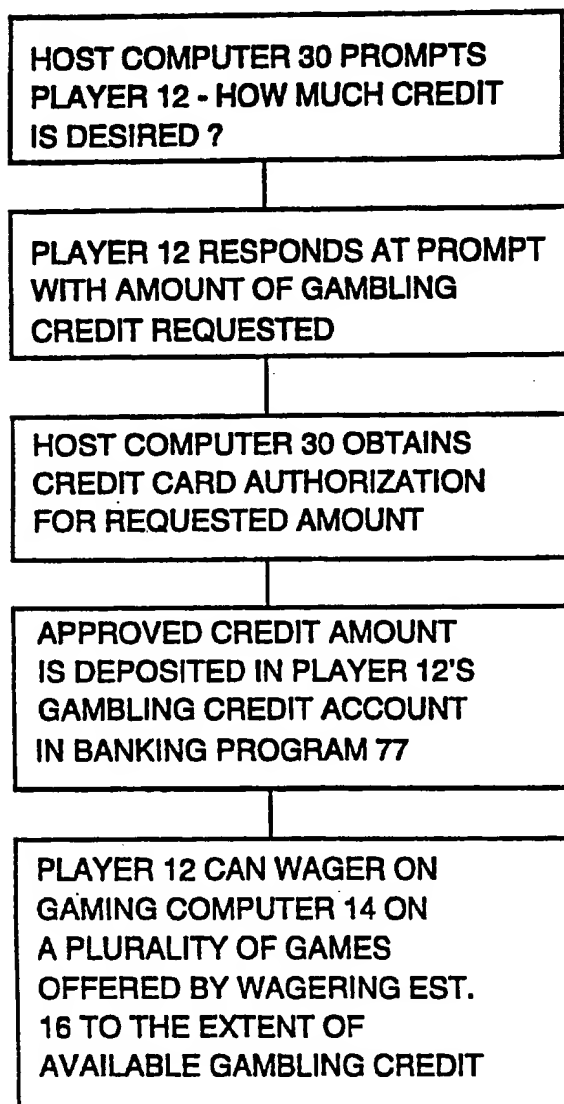 HOST COMPUTER 30 PROMPTS
PLAYER 12 - HOW MUCH CREDIT
IS DESIRED ?
PLAYER 12 RESPONDS AT PROMPT
WITH AMOUNT OF GAMBLING
CREDIT REQUESTED
HOST COMPUTER 30 OBTAINS
CREDIT CARD AUTHORIZATION
FOR REQUESTED AMOUNT
APPROVED CREDIT AMOUNT
IS DEPOSITED IN PLAYER 12'S
GAMBLING CREDIT ACCOUNT
IN BANKING PROGRAM 77
PLAYER 12 CAN WAGER ON
GAMING COMPUTER 14 ON
A PLURALITY OF GAMES
OFFERED BY WAGERING EST.
16 TO THE EXTENT OF
AVAILABLE GAMBLING CREDIT